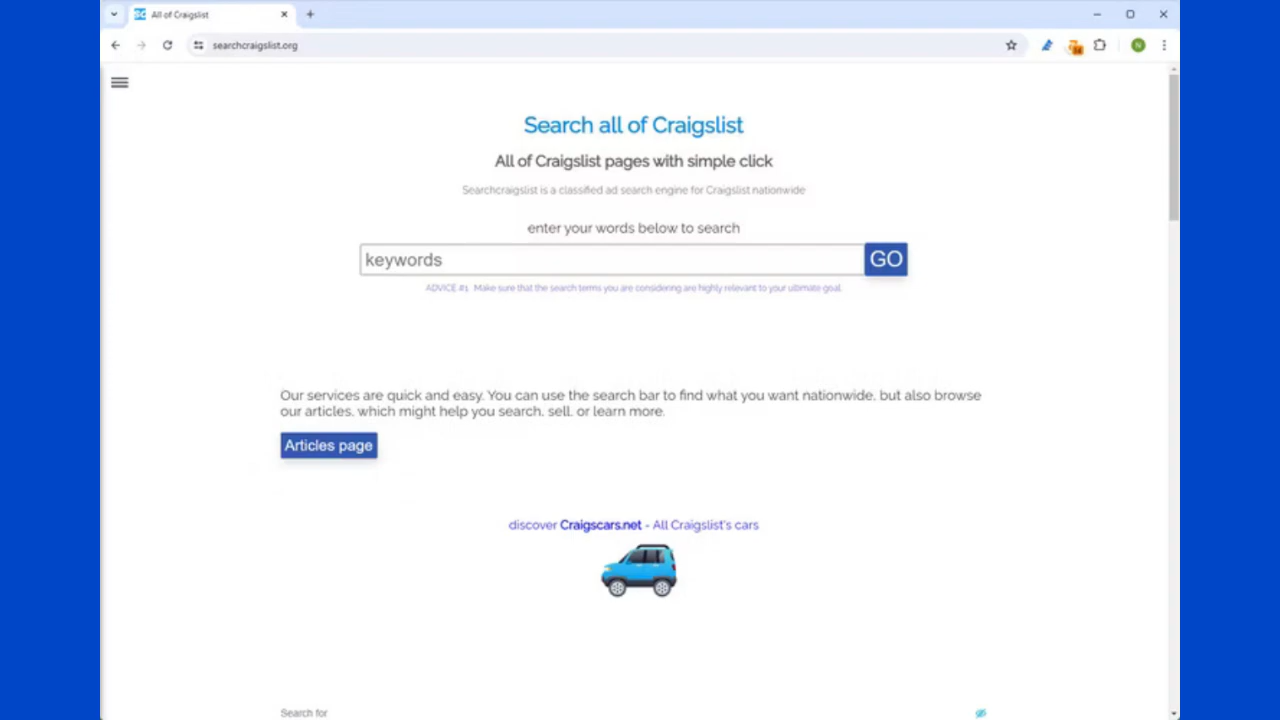 All of Craigslist
searchcraigslist.org
N
Search all of Craigslist
All of Craigslist pages with simple click
Searchcraigslist is a classified ad search engine for Craigslist nationwide
enter your words below to search
keywords GO
ADVICE #1 Make sure that the search terms you are considering are highly relevant to your ultimate goal.
Our services are quick and easy. You can use the search bar to find what you want nationwide, but also browse
our articles, which might help you search, sell, or learn more.
Articles page
discover Craigscars.net - All Craigslist's cars
Search for